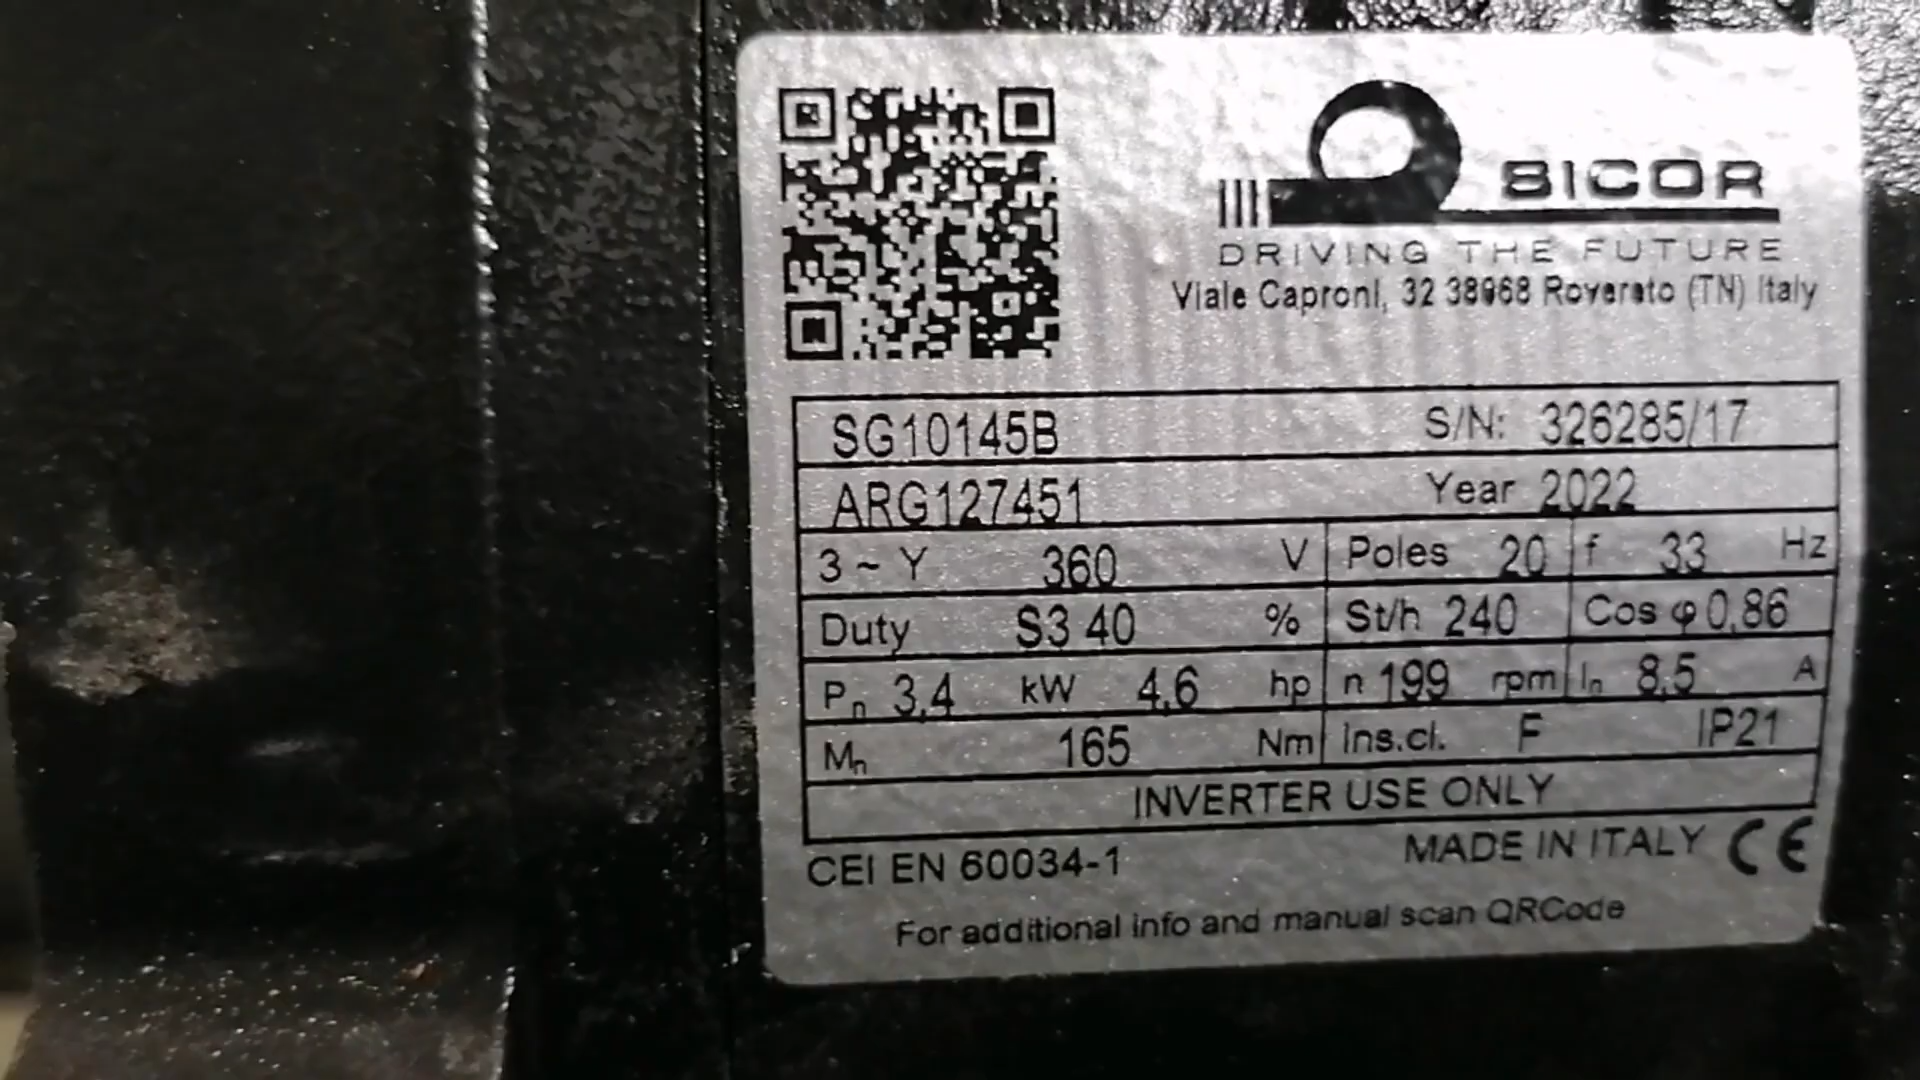 SICOR
DRIVING THE FUTURE
Viale Caproni, 32 38068 Rovereto (TN) Italy
SG10145B S/N: 326285/17
ARG127451 Year 2022
3 ~ Y 360 V Poles 20 f 33 Hz
Duty S3 40 % St/h 240 Cos φ 0,86
Pn 3,4 kW 4,6 hp n 199 rpm In 8,5 A
Mn 165 Nm ins.cl. F IP21
INVERTER USE ONLY
CEI EN 60034-1 MADE IN ITALY CE
For additional info and manual scan QRCode